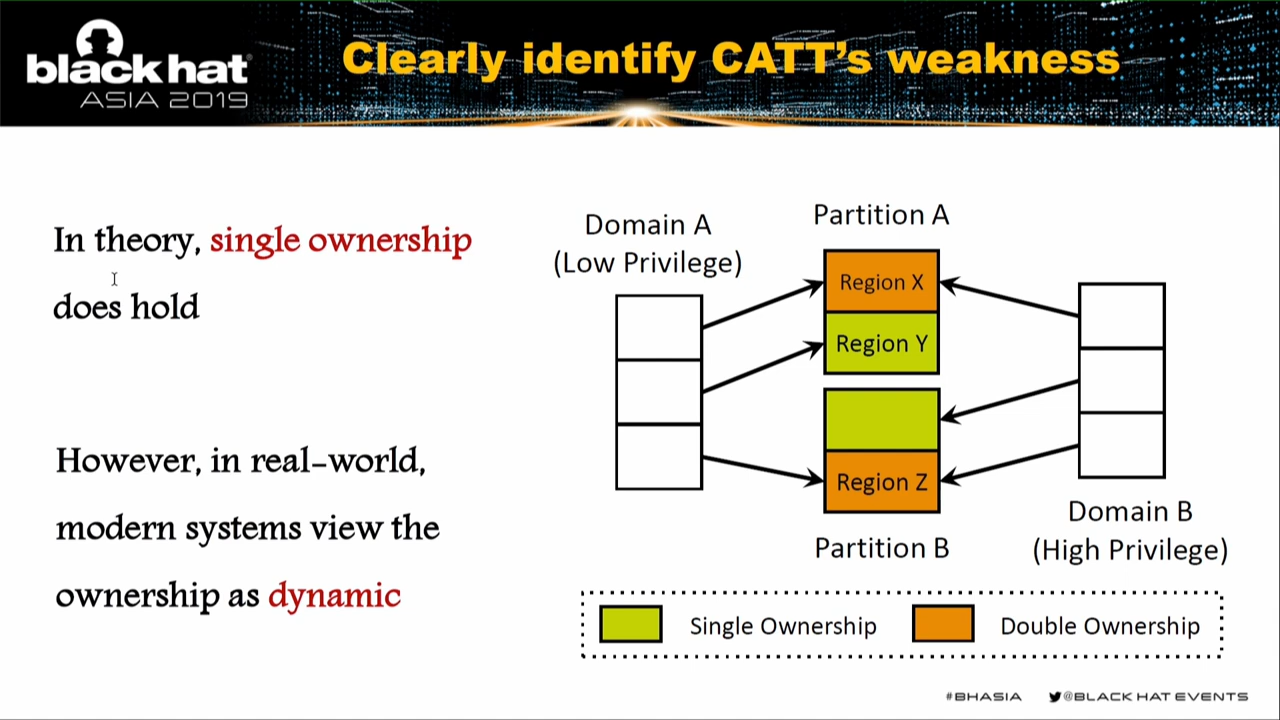 black hat
ASIA 2019
Clearly identify CATT's weakness
In theory, single ownership
does hold
However, in real-world,
modern systems view the
ownership as dynamic
Domain A
(Low Privilege)
Partition A
Region X
Region Y
Region Z
Partition B
Domain B
(High Privilege)
Single Ownership
Double Ownership
#BHASIA
@BLACK HAT EVENTS